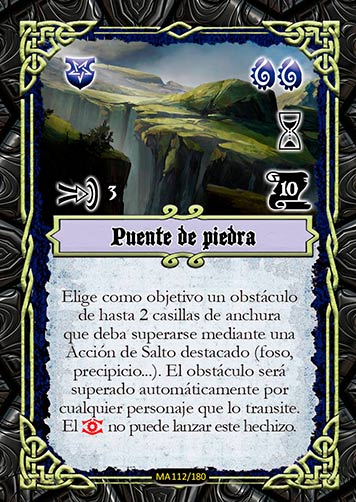 3
10
Puente de piedra
Elige como objetivo un obstáculo
de hasta 2 casillas de anchura
que deba superarse mediante una
Acción de Salto destacado (foso,
precipicio...). El obstáculo será
superado automáticamente por
cualquier personaje que lo transite.
El no puede lanzar este hechizo.
MA112/180